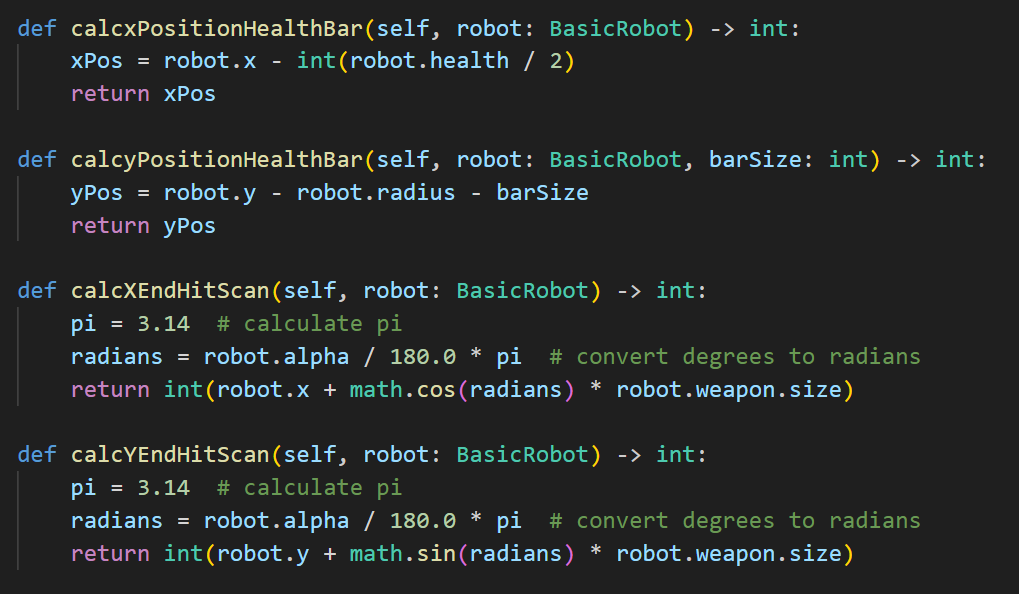 def calcxPositionHealthBar(self, robot: BasicRobot) -> int:
    xPos = robot.x - int(robot.health / 2)
    return xPos

def calcyPositionHealthBar(self, robot: BasicRobot, barSize: int) -> int:
    yPos = robot.y - robot.radius - barSize
    return yPos

def calcXEndHitScan(self, robot: BasicRobot) -> int:
    pi = 3.14  # calculate pi
    radians = robot.alpha / 180.0 * pi  # convert degrees to radians
    return int(robot.x + math.cos(radians) * robot.weapon.size)

def calcYEndHitScan(self, robot: BasicRobot) -> int:
    pi = 3.14  # calculate pi
    radians = robot.alpha / 180.0 * pi  # convert degrees to radians
    return int(robot.y + math.sin(radians) * robot.weapon.size)